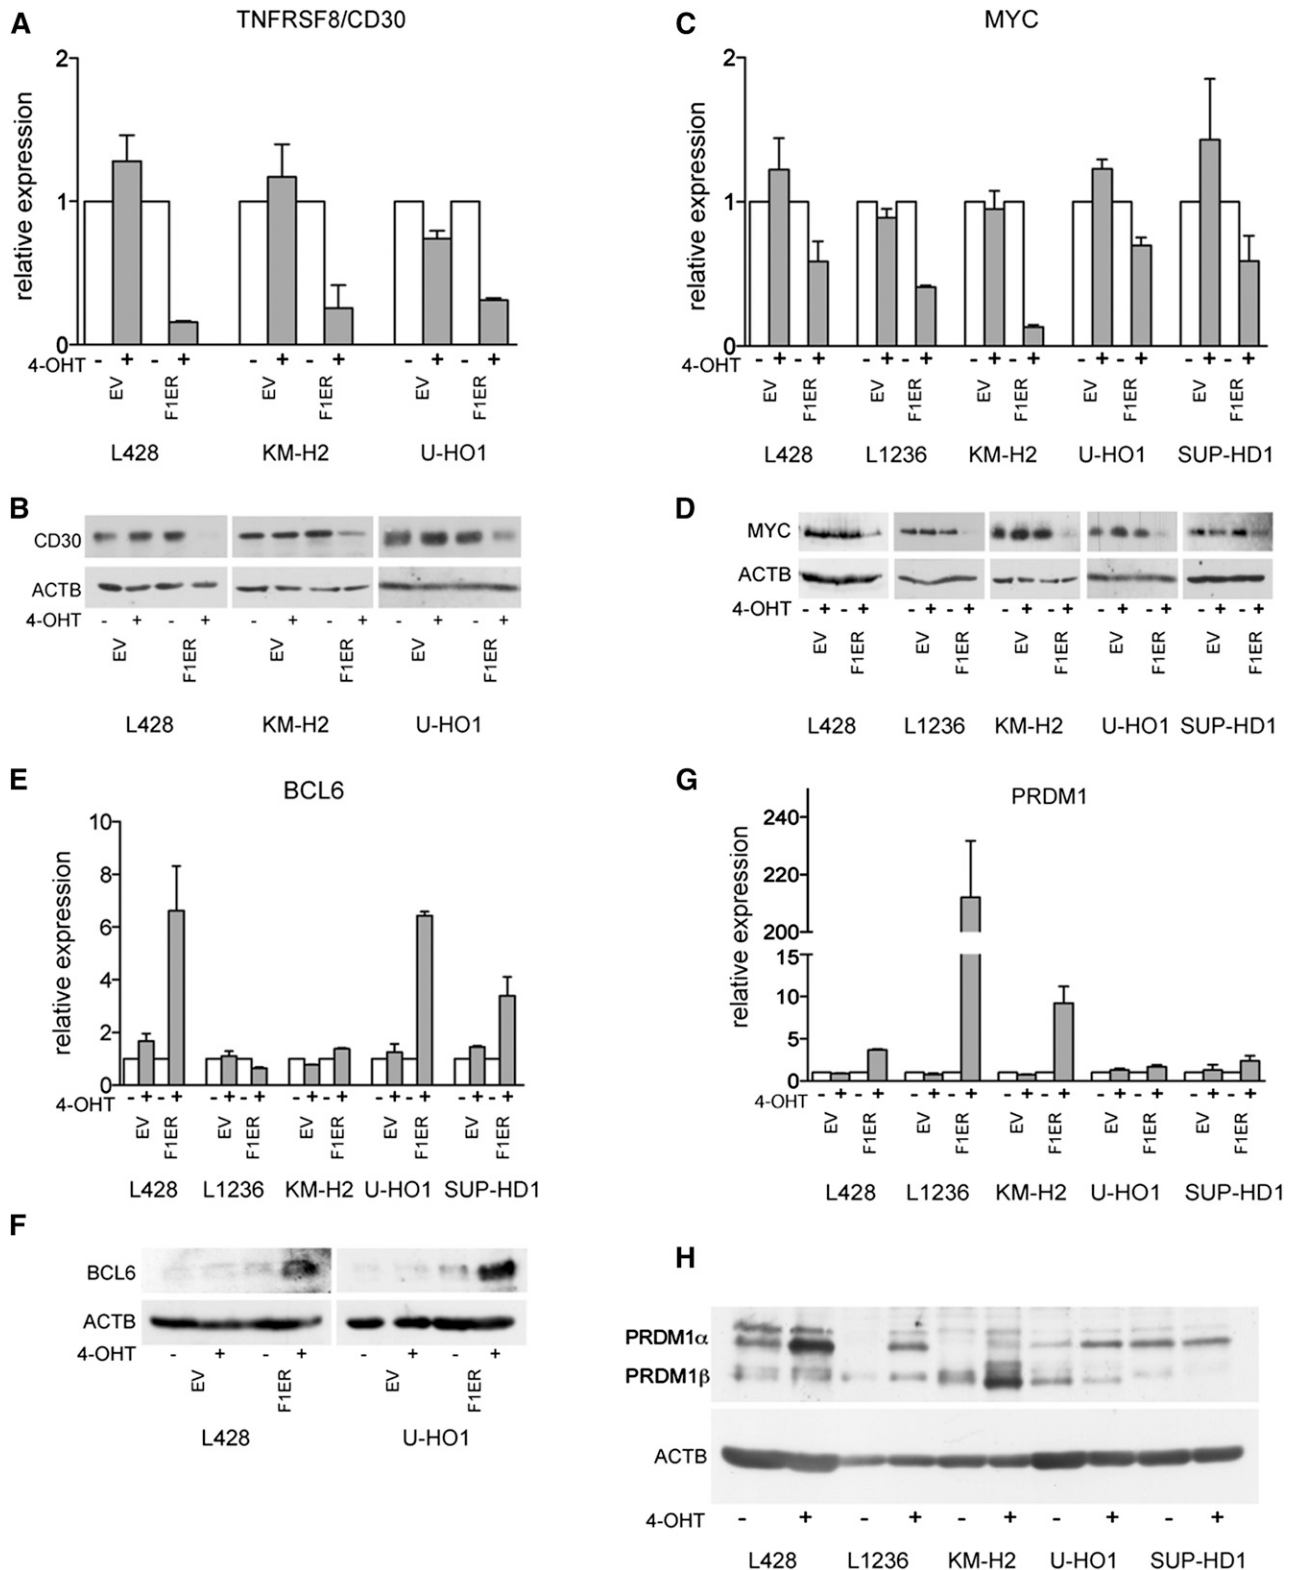 A
TNFRSF8/CD30
relative expression
2
1
0
4-OHT - + - + - + - + - + - +
EV F1ER EV F1ER EV F1ER
L428 KM-H2 U-HO1
B
CD30
ACTB
4-OHT - + - + - + - + - + - +
EV F1ER EV F1ER EV F1ER
L428 KM-H2 U-HO1
C
MYC
relative expression
2
1
0
4-OHT - + - + - + - + - + - + - + - + - + - +
EV F1ER EV F1ER EV F1ER EV F1ER EV F1ER
L428 L1236 KM-H2 U-HO1 SUP-HD1
D
MYC
ACTB
4-OHT - + - + - + - + - + - + - + - + - + - +
EV F1ER EV F1ER EV F1ER EV F1ER EV F1ER
L428 L1236 KM-H2 U-HO1 SUP-HD1
E
BCL6
relative expression
10
8
6
4
2
0
4-OHT - + - + - + - + - + - + - + - + - + - +
EV F1ER EV F1ER EV F1ER EV F1ER EV F1ER
L428 L1236 KM-H2 U-HO1 SUP-HD1
F
BCL6
ACTB
4-OHT - + - + - + - +
EV F1ER EV F1ER
L428 U-HO1
G
PRDM1
relative expression
240
220
200
15
10
5
0
4-OHT - + - + - + - + - + - + - + - + - + - +
EV F1ER EV F1ER EV F1ER EV F1ER EV F1ER
L428 L1236 KM-H2 U-HO1 SUP-HD1
H
PRDM1α
PRDM1β
ACTB
4-OHT - + - + - + - + - +
L428 L1236 KM-H2 U-HO1 SUP-HD1